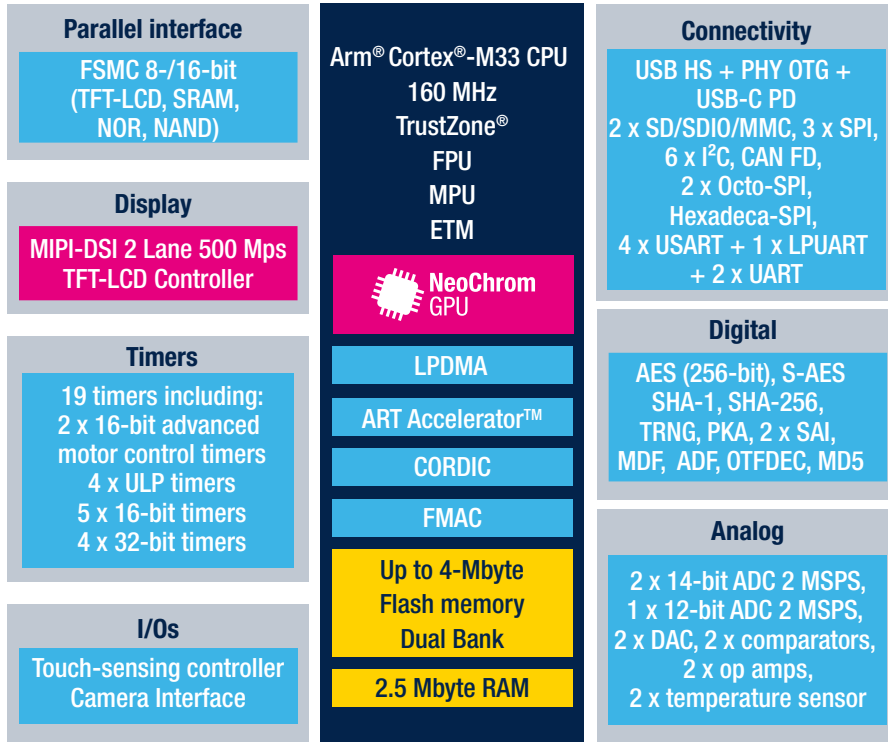 Parallel interface
FSMC 8-/16-bit
(TFT-LCD, SRAM,
NOR, NAND)
Display
MIPI-DSI 2 Lane 500 Mps
TFT-LCD Controller
Timers
19 timers including:
2 x 16-bit advanced
motor control timers
4 x ULP timers
5 x 16-bit timers
4 x 32-bit timers
I/Os
Touch-sensing controller
Camera Interface
Arm® Cortex®-M33 CPU
160 MHz
TrustZone®
FPU
MPU
ETM
NeoChrom
GPU
LPDMA
ART Accelerator™
CORDIC
FMAC
Up to 4-Mbyte
Flash memory
Dual Bank
2.5 Mbyte RAM
Connectivity
USB HS + PHY OTG +
USB-C PD
2 x SD/SDIO/MMC, 3 x SPI,
6 x I²C, CAN FD,
2 x Octo-SPI,
Hexadeca-SPI,
4 x USART + 1 x LPUART
+ 2 x UART
Digital
AES (256-bit), S-AES
SHA-1, SHA-256,
TRNG, PKA, 2 x SAI,
MDF, ADF, OTFDEC, MD5
Analog
2 x 14-bit ADC 2 MSPS,
1 x 12-bit ADC 2 MSPS,
2 x DAC, 2 x comparators,
2 x op amps,
2 x temperature sensor